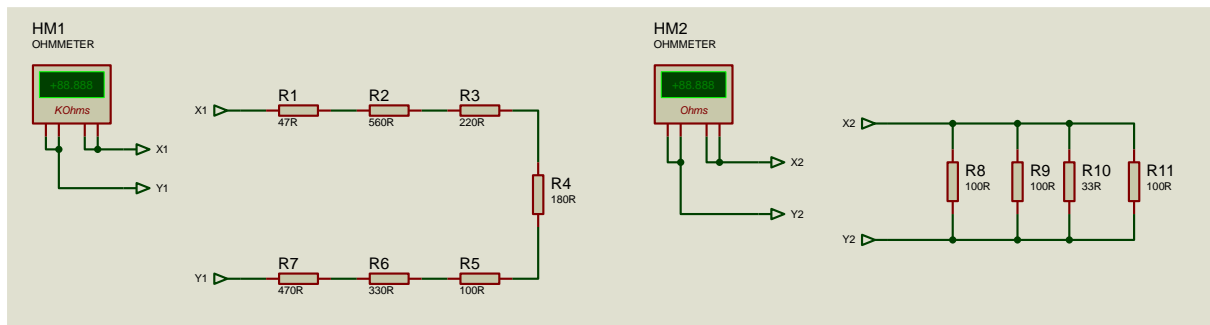 HM1
OHMMETER
+88.888
KOhms
X1
Y1
X1
R1
47R
R2
560R
R3
220R
R4
180R
Y1
R7
470R
R6
330R
R5
100R
HM2
OHMMETER
+88.888
Ohms
X2
Y2
X2
R8
100R
R9
100R
R10
33R
R11
100R
Y2